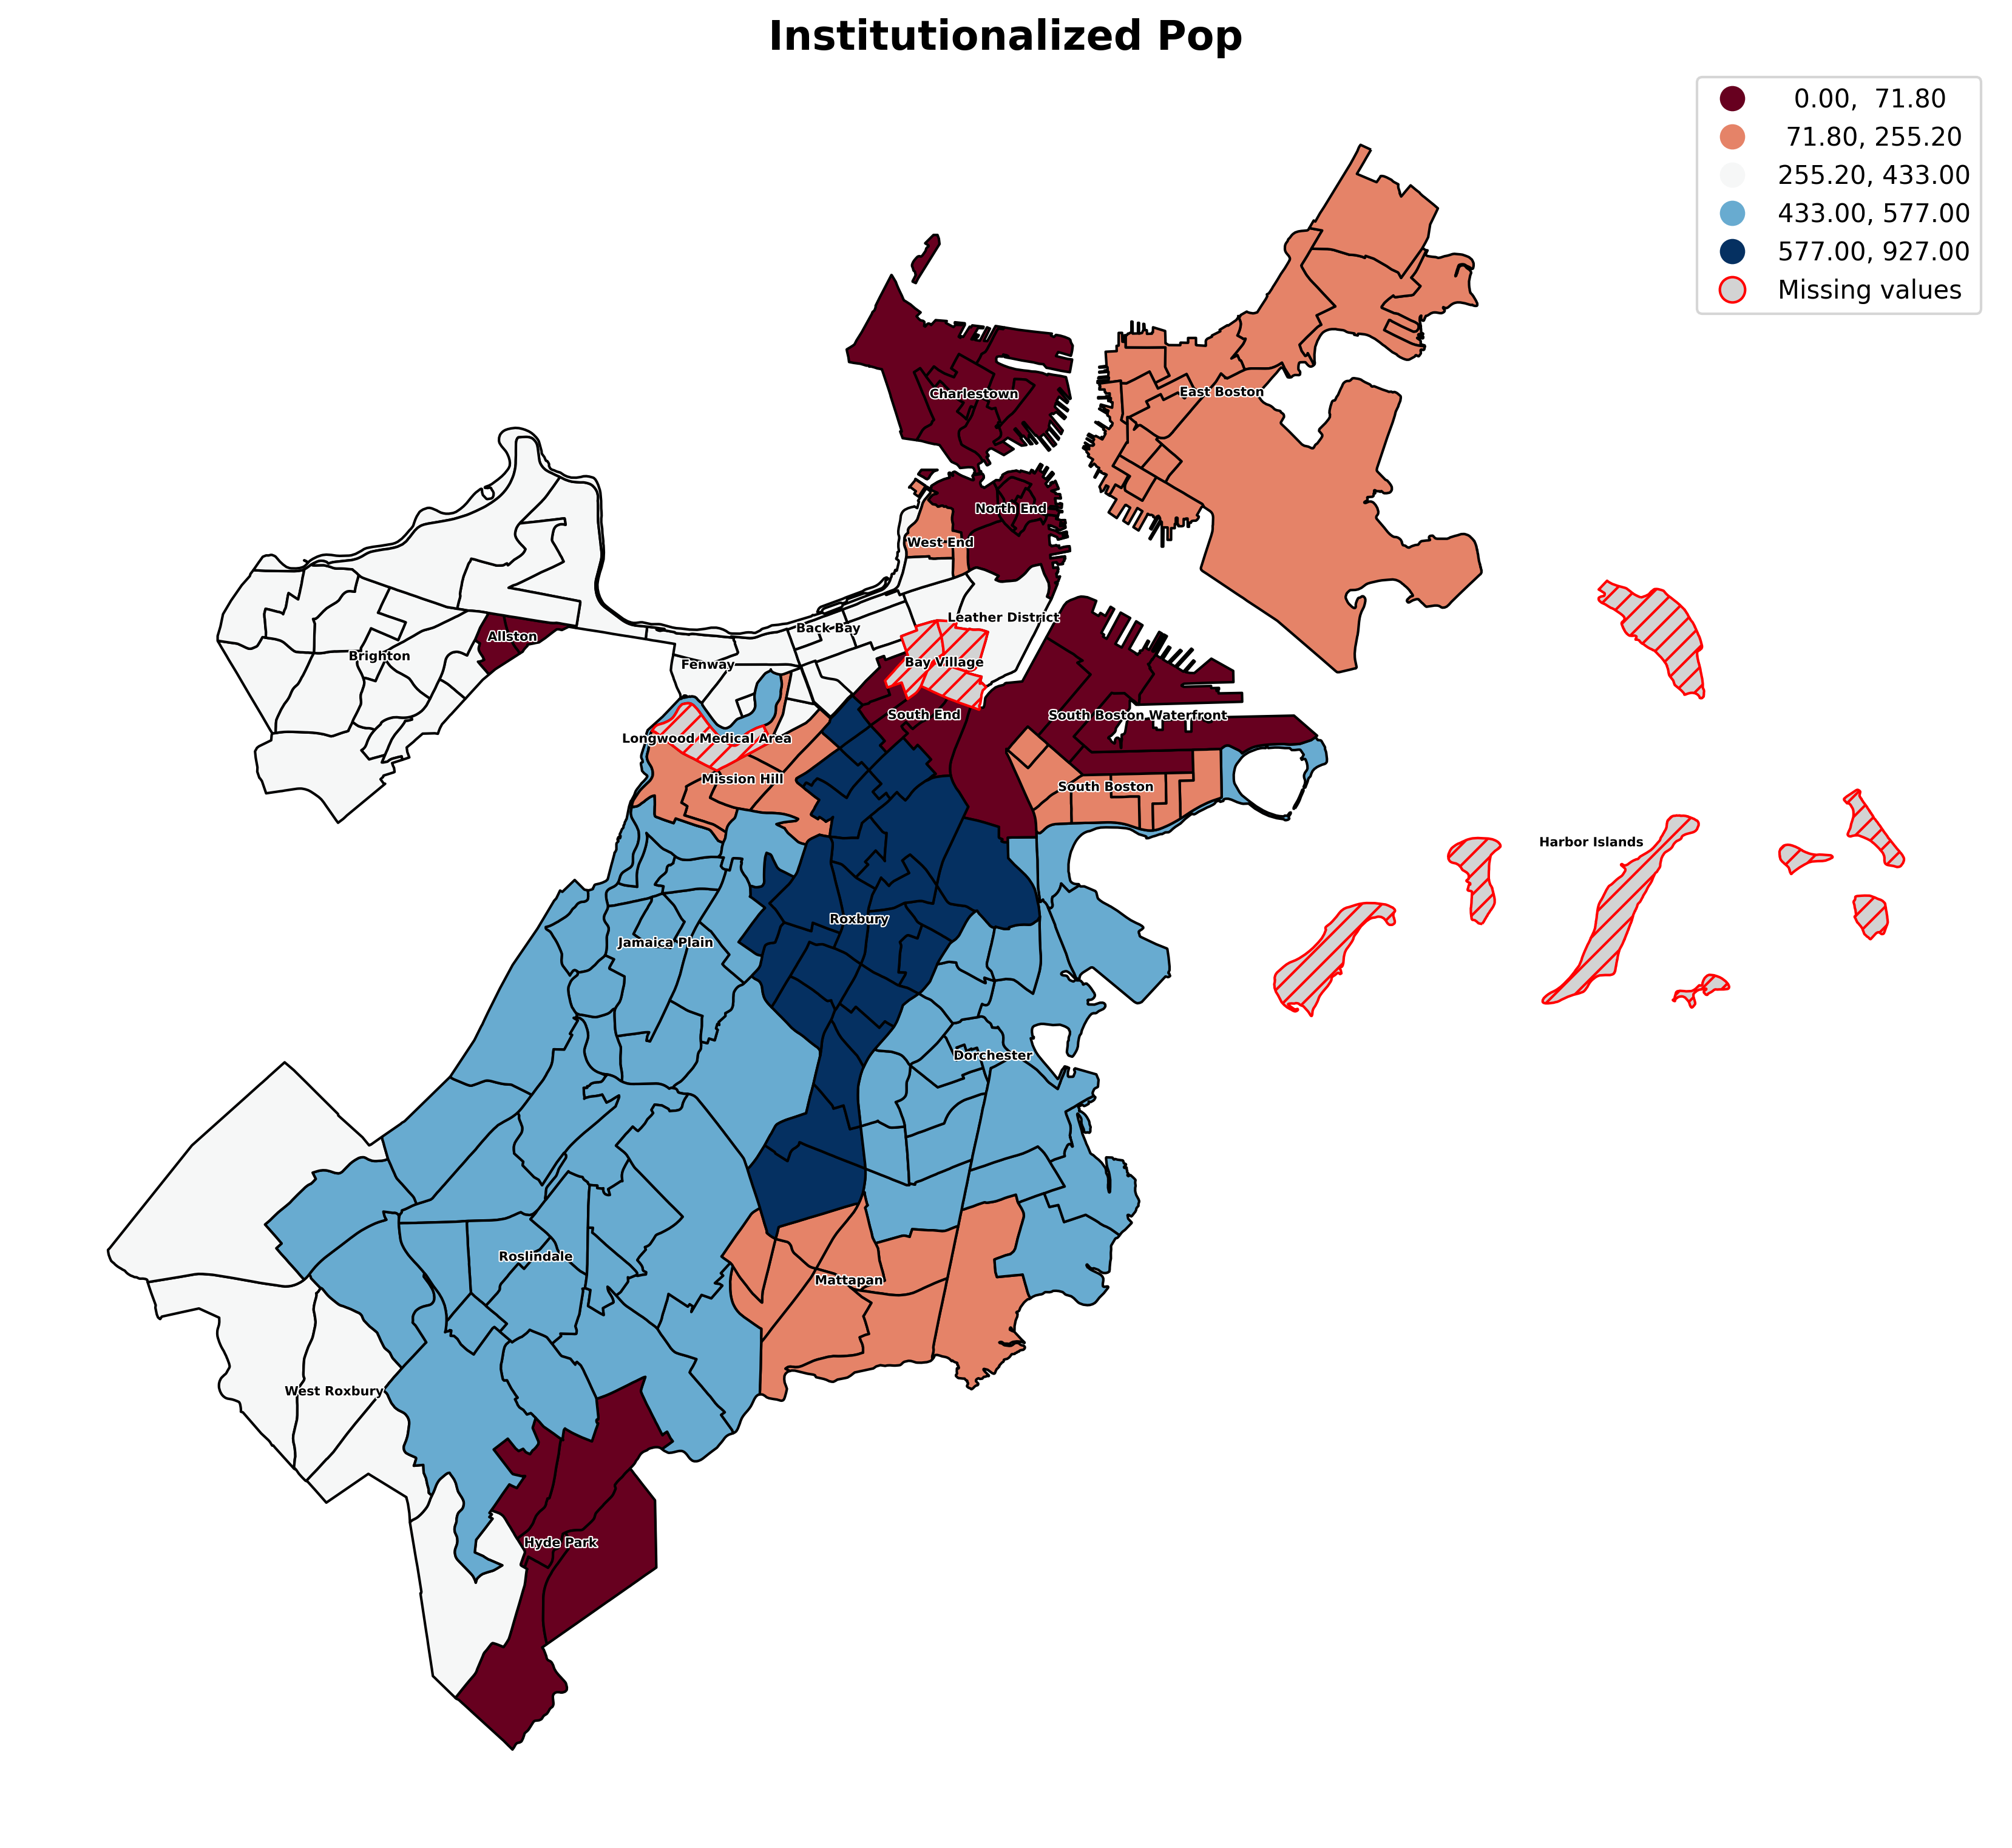 Institutionalized Pop
0.00, 71.80
71.80, 255.20
255.20, 433.00
433.00, 577.00
577.00, 927.00
Missing values
Charlestown
East Boston
North End
West End
Leather District
Back Bay
Allston
Brighton
Fenway
Bay Village
South End
South Boston Waterfront
Longwood Medical Area
Mission Hill
South Boston
Harbor Islands
Roxbury
Jamaica Plain
Dorchester
Roslindale
Mattapan
West Roxbury
Hyde Park